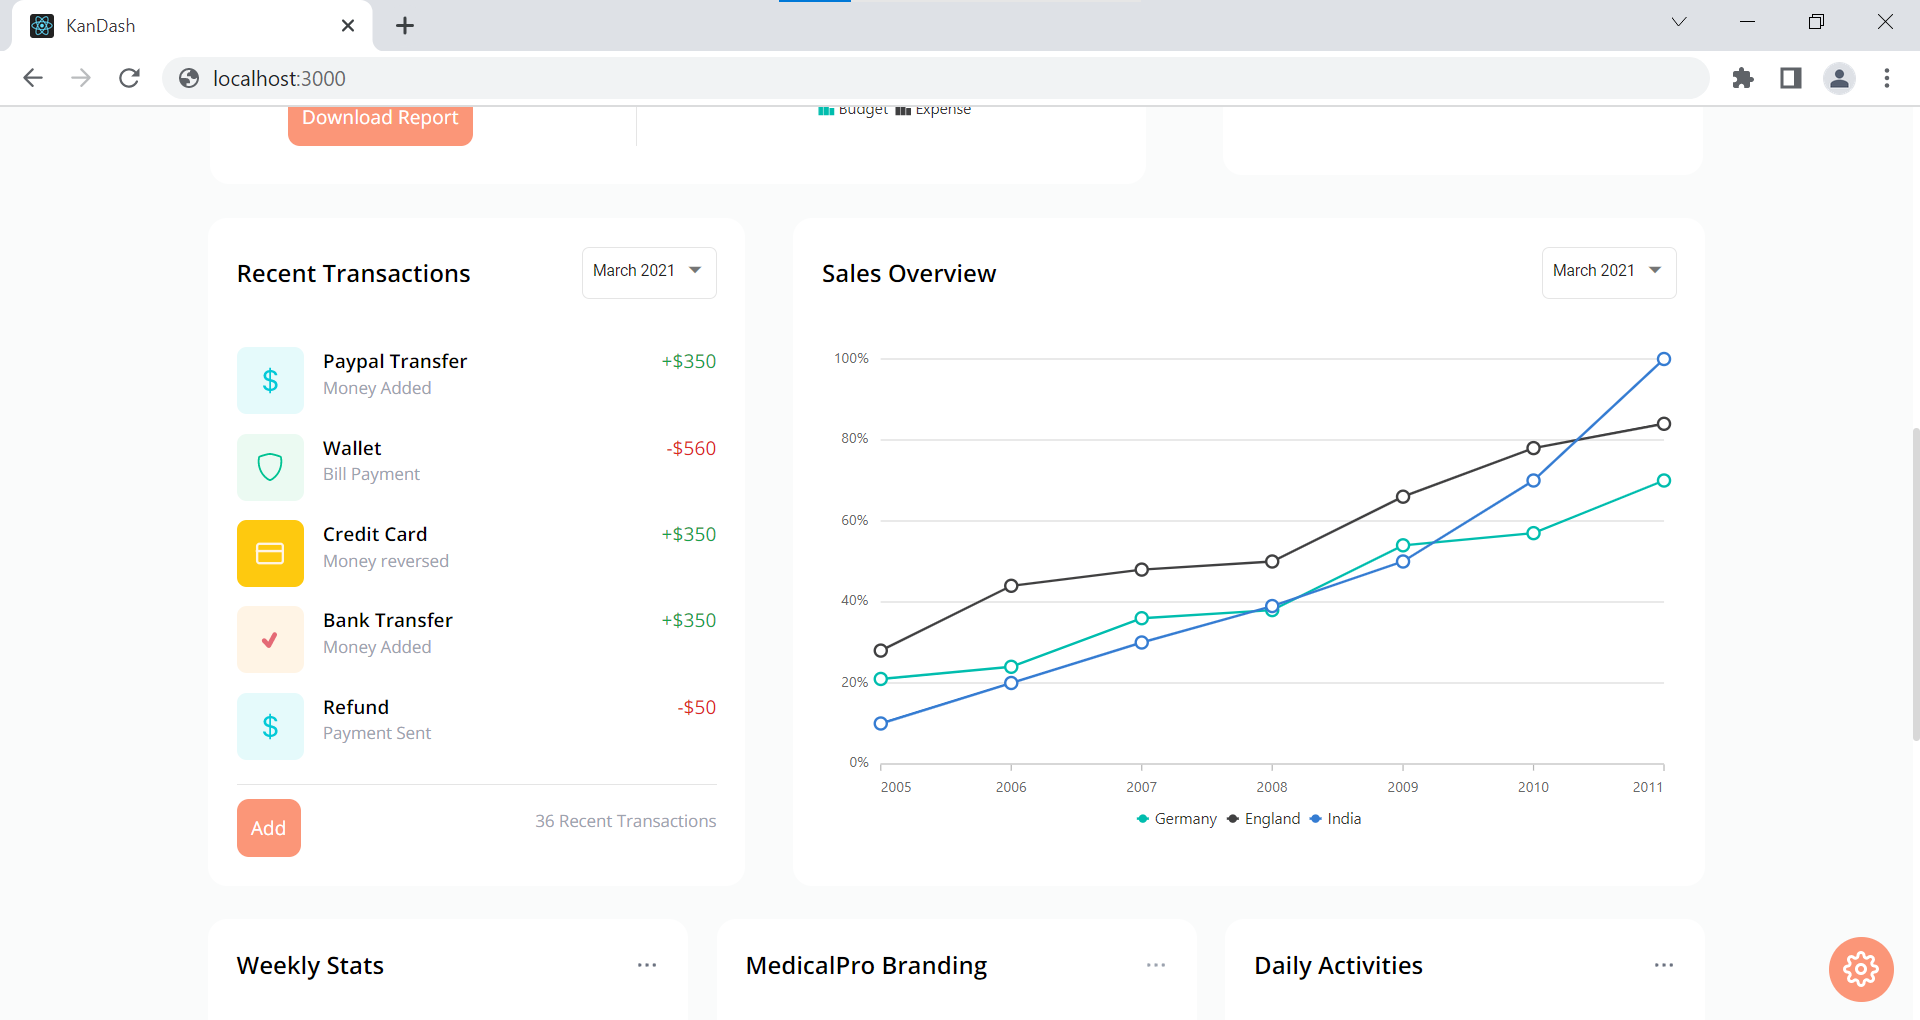 KanDash
localhost:3000
Download Report
Budget Expense
Recent Transactions
March 2021
Paypal Transfer
Money Added
+$350
Wallet
Bill Payment
-$560
Credit Card
Money reversed
+$350
Bank Transfer
Money Added
+$350
Refund
Payment Sent
-$50
Add
36 Recent Transactions
Sales Overview
March 2021
100%
80%
60%
40%
20%
0%
2005 2006 2007 2008 2009 2010 2011
Germany England India
Weekly Stats
MedicalPro Branding
Daily Activities